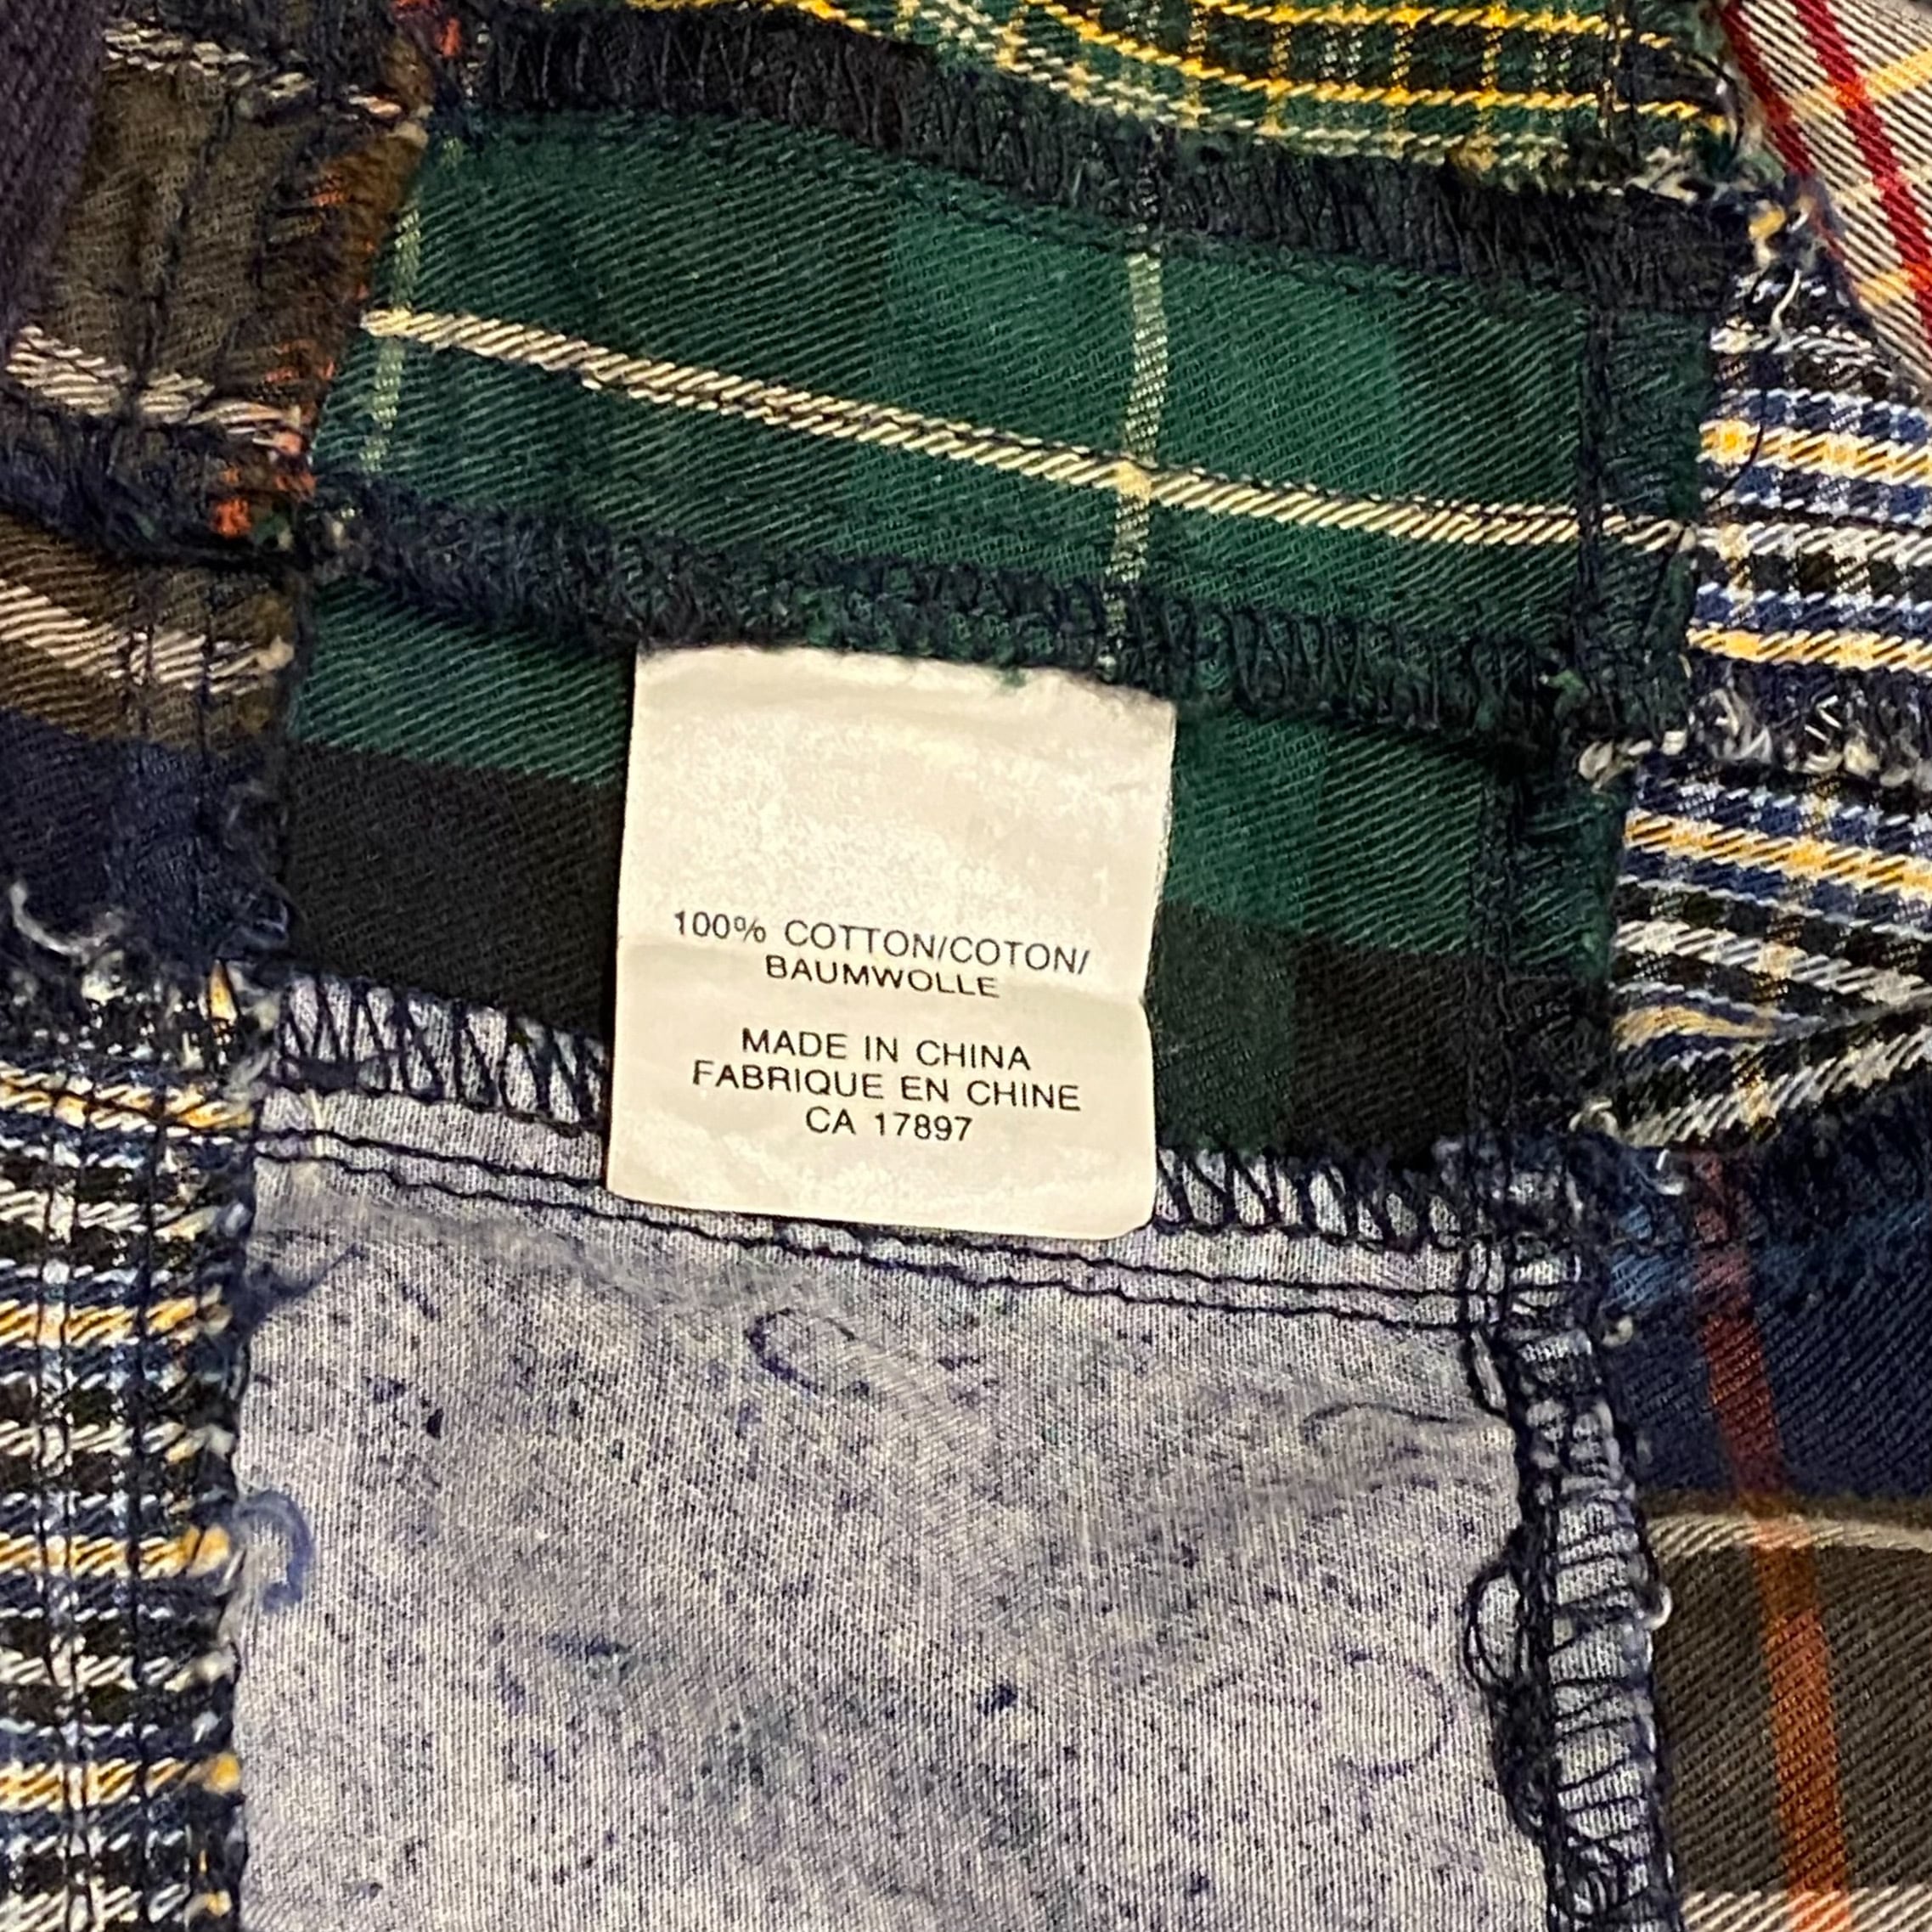 100% COTTON/COTON/
BAUMWOLLE
MADE IN CHINA
FABRIQUE EN CHINE
CA 17897